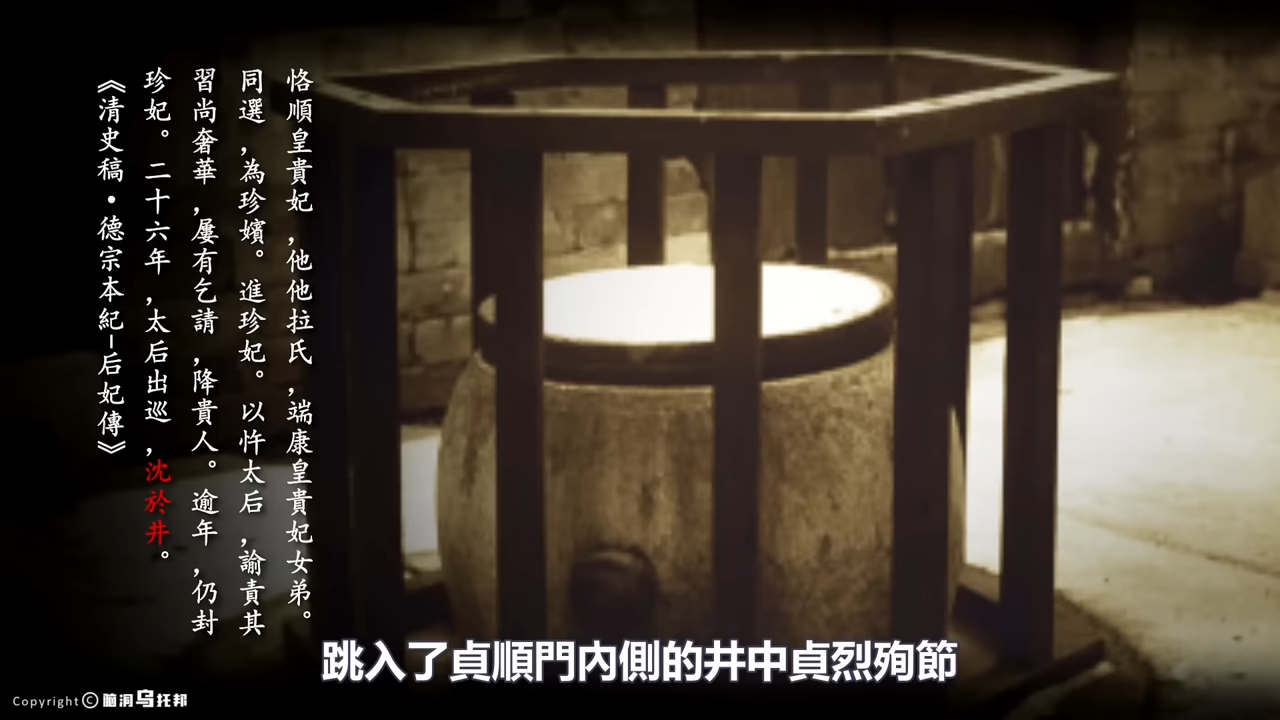 恪順皇貴妃，他他拉氏，端康皇貴妃女弟。
同選，為珍嬪。進珍妃。以忤太后，諭責其
習尚奢華，屢有乞請，降貴人。逾年，仍封
珍妃。二十六年，太后出巡，沈於井。
《清史稿•德宗本紀-后妃傳》
跳入了貞順門內側的井中貞烈殉節
Copyright©脑洞乌托邦